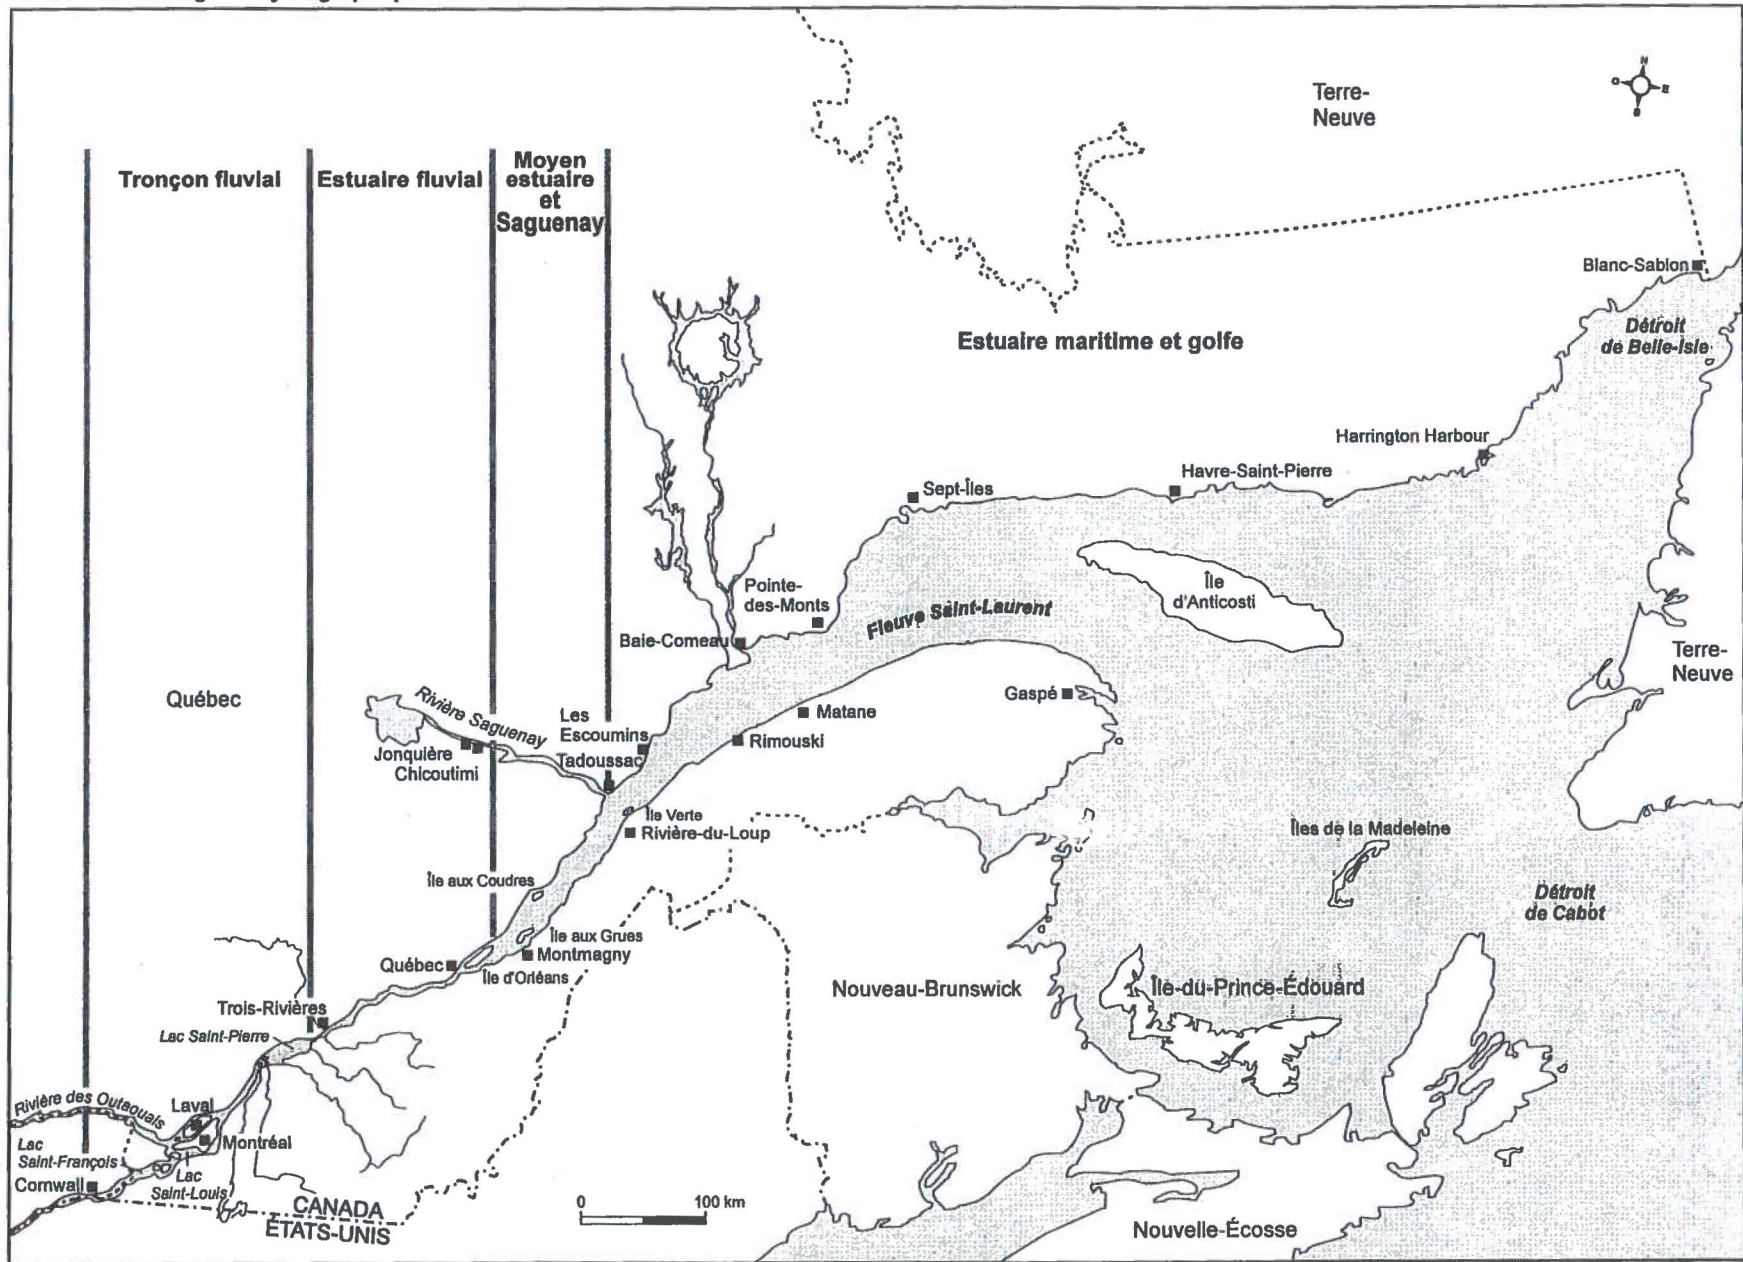 N
O
E
S
Terre-
Neuve
Tronçon fluvial
Estuaire fluvial
Moyen
estuaire
et
Saguenay
Blanc-Sablon
Détroit
de Belle-Isle
Estuaire maritime et golfe
Harrington Harbour
Havre-Saint-Pierre
Sept-Îles
Île
d'Anticosti
Pointe-
des-Monts
Fleuve Saint-Laurent
Baie-Comeau
Terre-
Neuve
Québec
Rivière Saguenay
Gaspé
Les
Escoumins
Matane
Rimouski
Jonquière
Chicoutimi
Tadoussac
Île Verte
Rivière-du-Loup
Îles de la Madeleine
Île aux Coudres
Détroit
de Cabot
Île aux Grues
Montmagny
Québec
Île d'Orléans
Nouveau-Brunswick
Île-du-Prince-Édouard
Trois-Rivières
Lac Saint-Pierre
Rivière des Outaouais
Laval
Montréal
Lac
Saint-François
Cornwall
Lac
Saint-Louis
CANADA
ÉTATS-UNIS
0
100 km
Nouvelle-Écosse